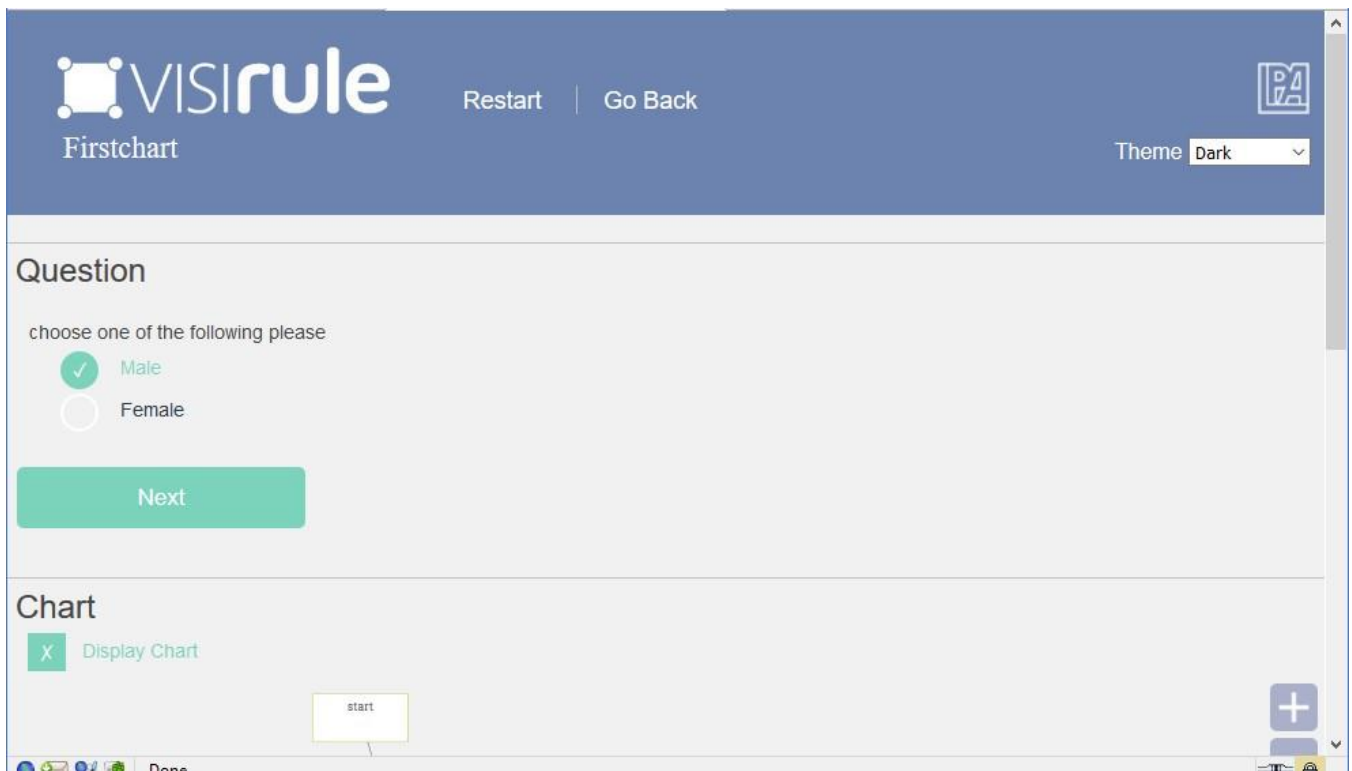 VISIrule
Restart Go Back
Firstchart
Theme Dark
Question
choose one of the following please
Male
Female
Next
Chart
X Display Chart
start
Done